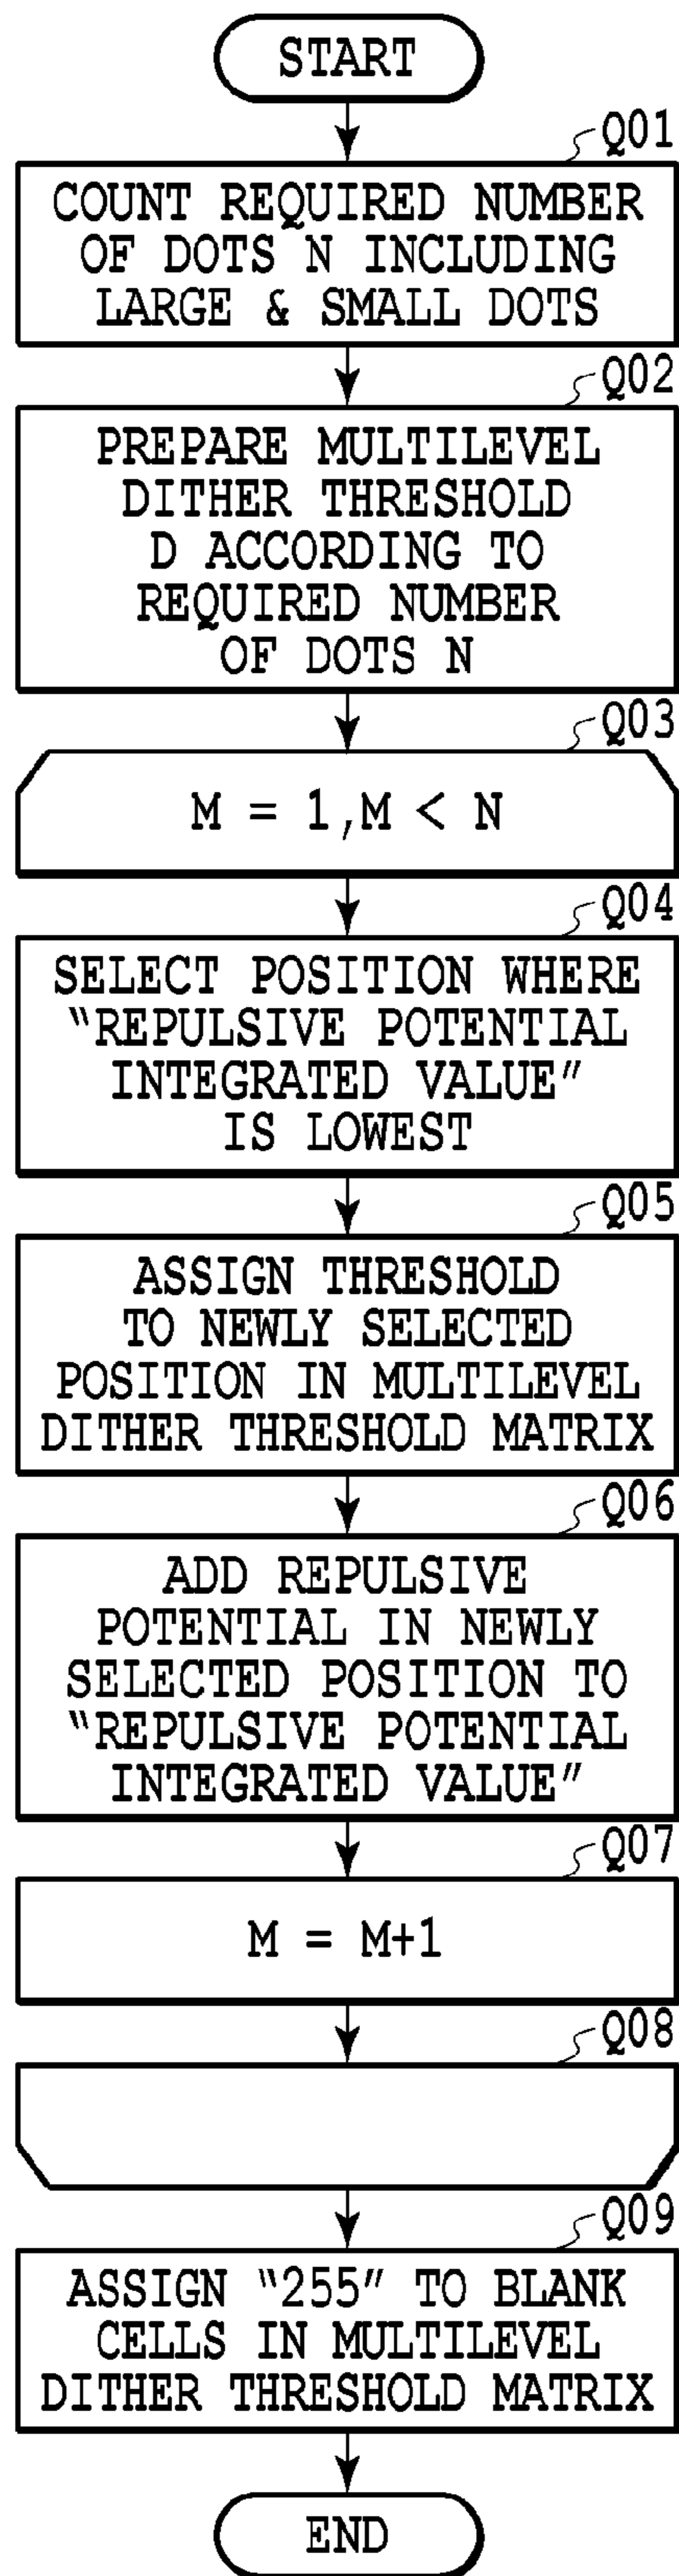 START
Q01
COUNT REQUIRED NUMBER
OF DOTS N INCLUDING
LARGE & SMALL DOTS
Q02
PREPARE MULTILEVEL
DITHER THRESHOLD
D ACCORDING TO
REQUIRED NUMBER
OF DOTS N
Q03
M = 1,M < N
Q04
SELECT POSITION WHERE
“REPULSIVE POTENTIAL
INTEGRATED VALUE”
IS LOWEST
Q05
ASSIGN THRESHOLD
TO NEWLY SELECTED
POSITION IN MULTILEVEL
DITHER THRESHOLD MATRIX
Q06
ADD REPULSIVE
POTENTIAL IN NEWLY
SELECTED POSITION TO
“REPULSIVE POTENTIAL
INTEGRATED VALUE”
Q07
M = M+1
Q08
Q09
ASSIGN “255” TO BLANK
CELLS IN MULTILEVEL
DITHER THRESHOLD MATRIX
END